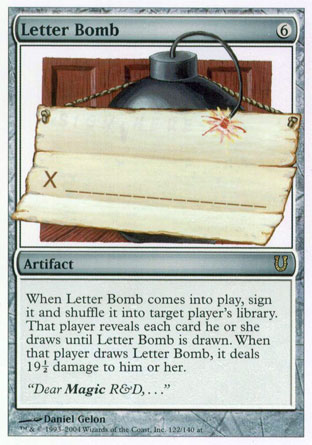 Letter Bomb 6
X
Artifact
When Letter Bomb comes into play, sign
it and shuffle it into target player's library.
That player reveals each card he or she
draws until Letter Bomb is drawn. When
that player draws Letter Bomb, it deals
19½ damage to him or her.
"Dear Magic R&D, . . ."
Daniel Gelon
™ & © 1993–2004 Wizards of the Coast, Inc. 122/140